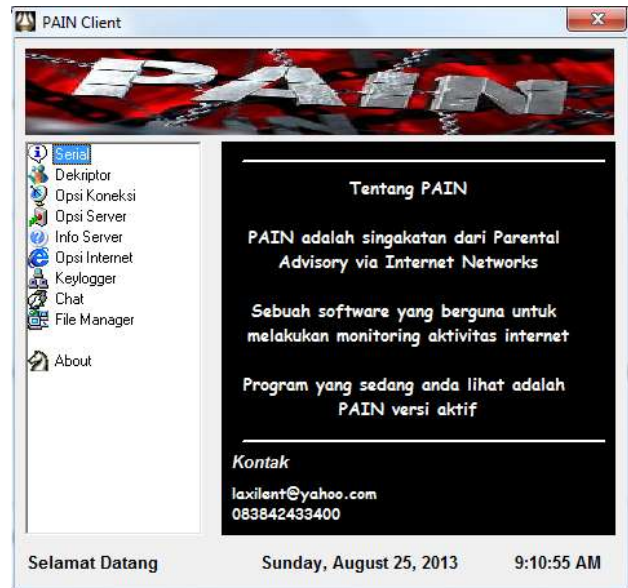 PAIN Client
PAIN
Serial
Dekriptor
Opsi Koneksi
Opsi Server
Info Server
Opsi Internet
Keylogger
Chat
File Manager
About
Tentang PAIN
PAIN adalah singakatan dari Parental
Advisory via Internet Networks
Sebuah software yang berguna untuk
melakukan monitoring aktivitas internet
Program yang sedang anda lihat adalah
PAIN versi aktif
Kontak
laxilent@yahoo.com
083842433400
Selamat Datang
Sunday, August 25, 2013
9:10:55 AM